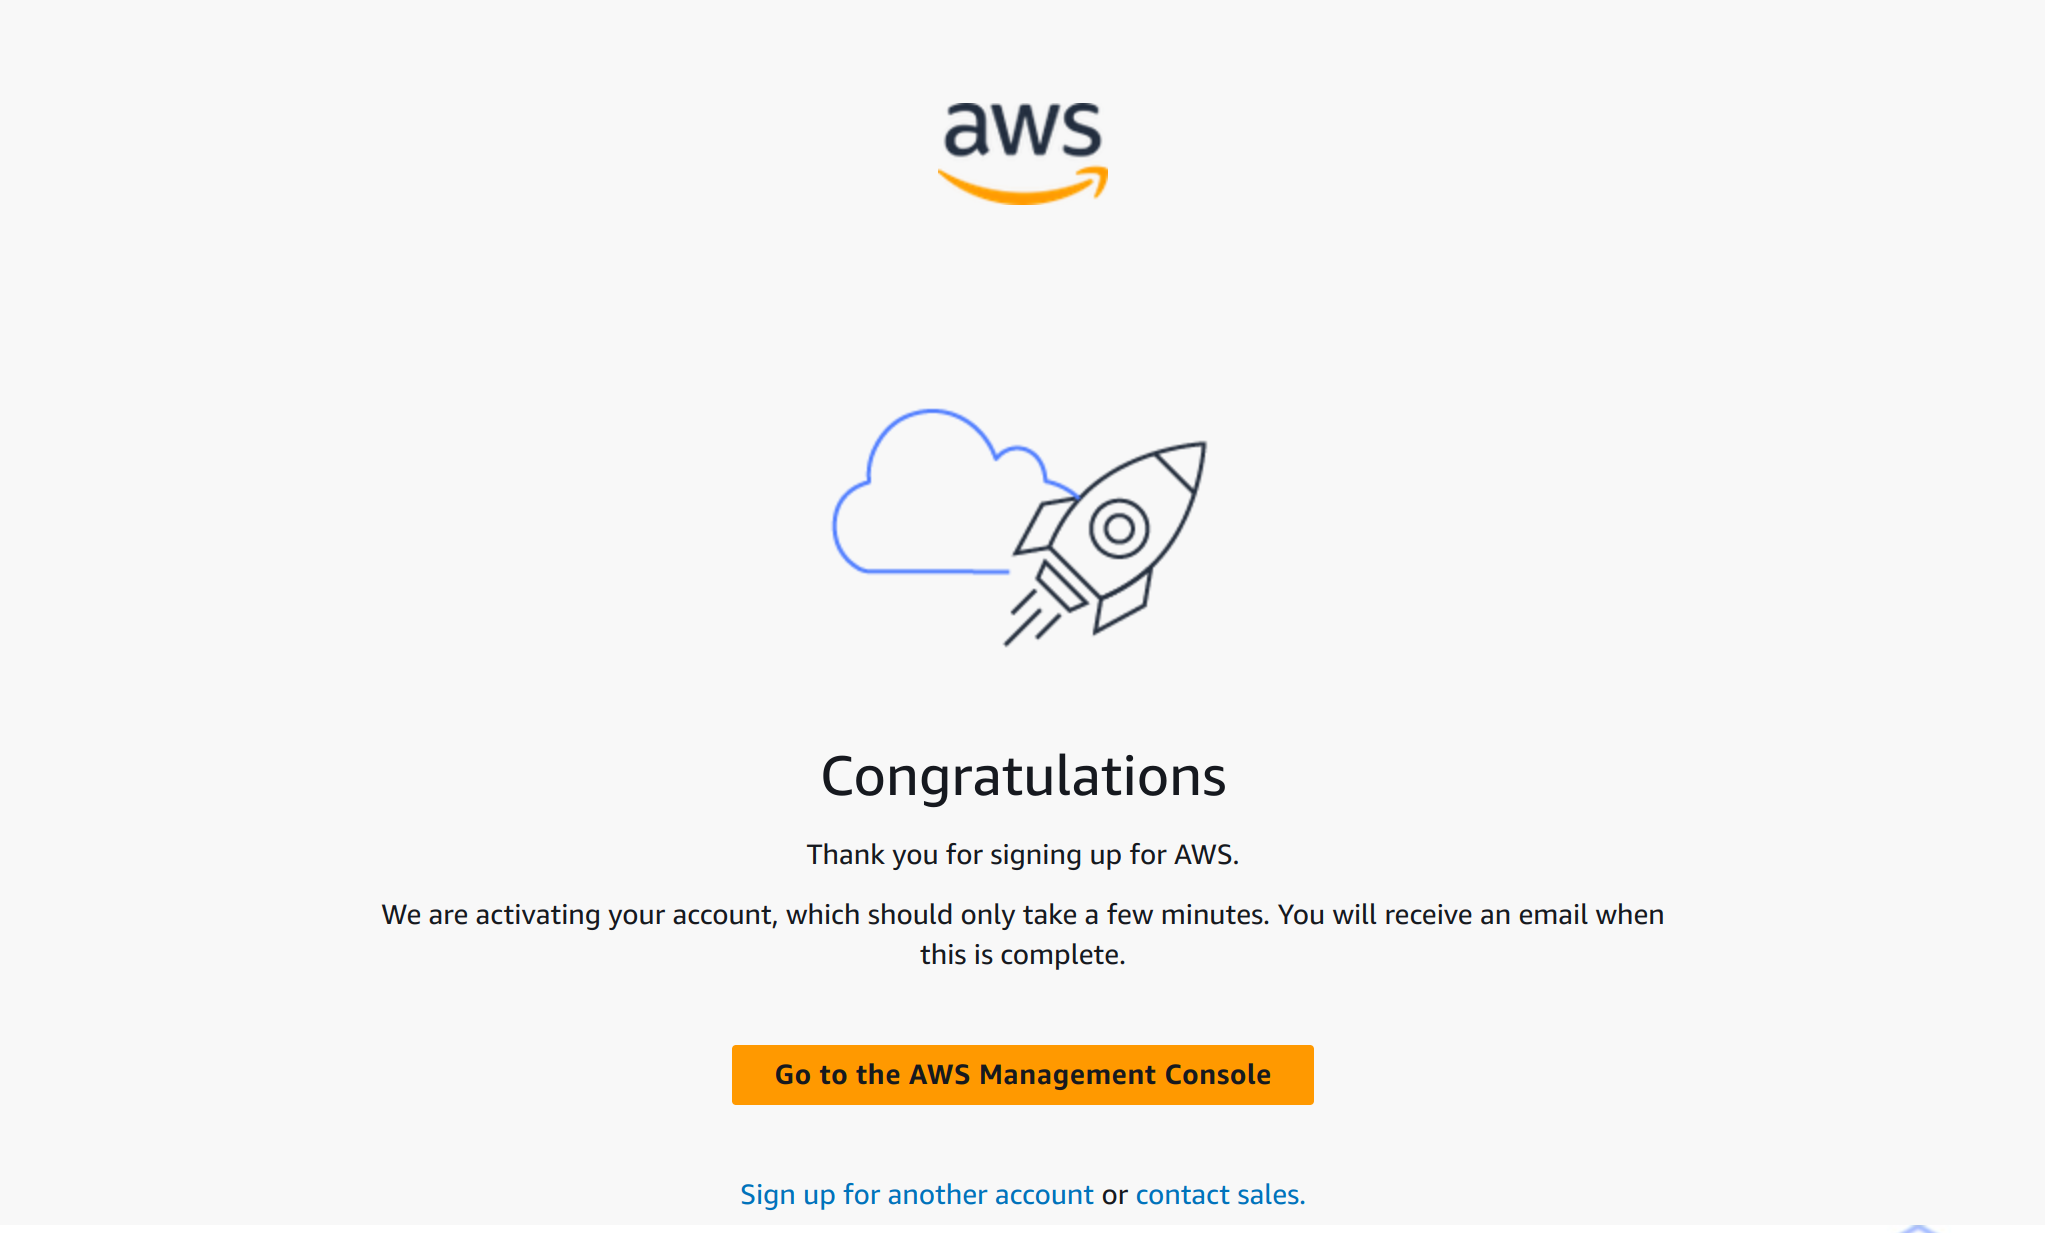 aws
Congratulations
Thank you for signing up for AWS.
We are activating your account, which should only take a few minutes. You will receive an email when
this is complete.
Go to the AWS Management Console
Sign up for another account or contact sales.